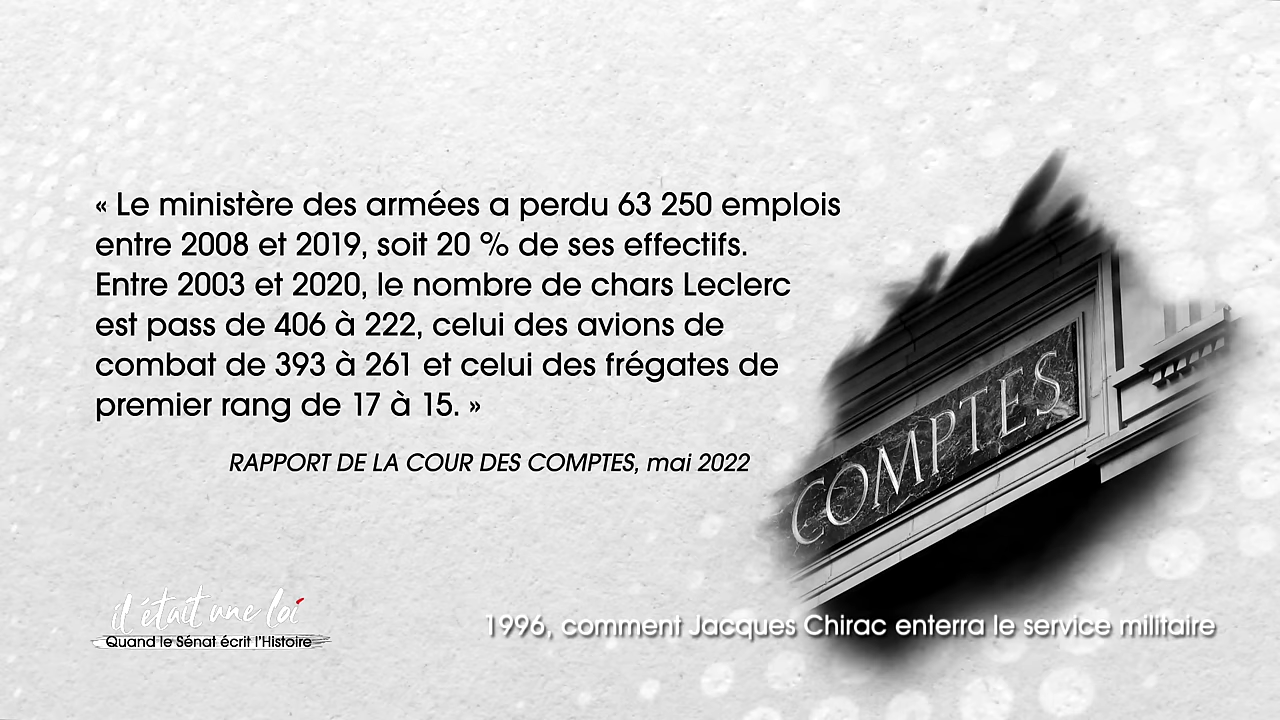 « Le ministère des armées a perdu 63 250 emplois
entre 2008 et 2019, soit 20 % de ses effectifs.
Entre 2003 et 2020, le nombre de chars Leclerc
est pass de 406 à 222, celui des avions de
combat de 393 à 261 et celui des frégates de
premier rang de 17 à 15. »
RAPPORT DE LA COUR DES COMPTES, mai 2022
COMPTES
il était une loi
Quand le Sénat écrit l'Histoire
1996, comment Jacques Chirac enterra le service militaire